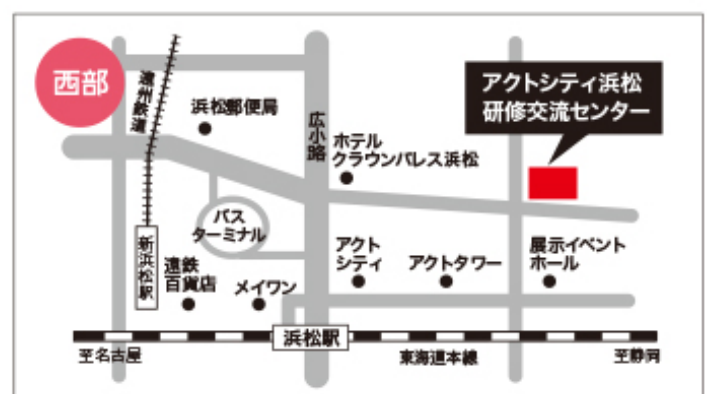 西部
遠州鉄道
浜松郵便局
広小路
アクトシティ浜松
研修交流センター
ホテル
クラウンパレス浜松
バス
ターミナル
新浜松駅
遠鉄
百貨店
メイワン
アクト
シティ
アクトタワー
展示イベント
ホール
浜松駅
至名古屋
東海道本線
至静岡